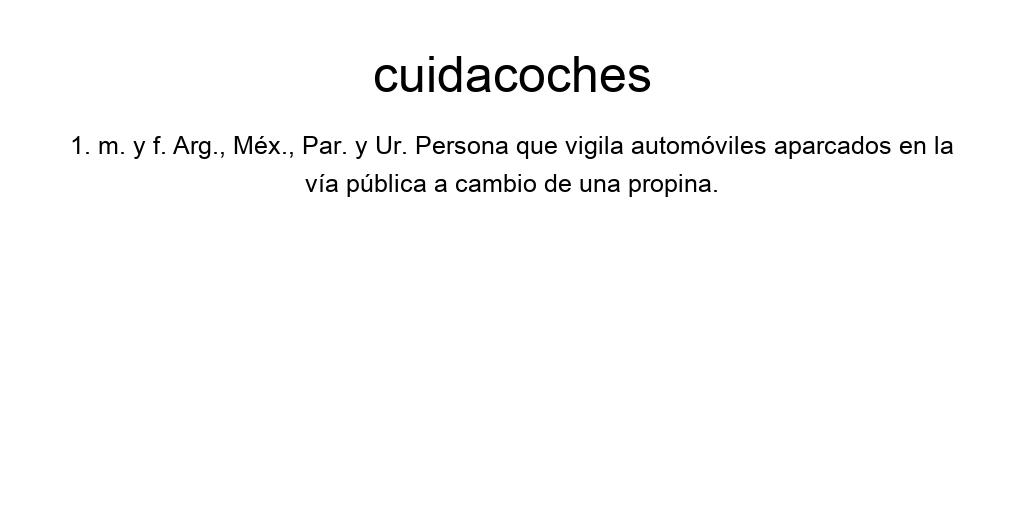 cuidacoches
1. m. y f. Arg., Méx., Par. y Ur. Persona que vigila automóviles aparcados en la
vía pública a cambio de una propina.